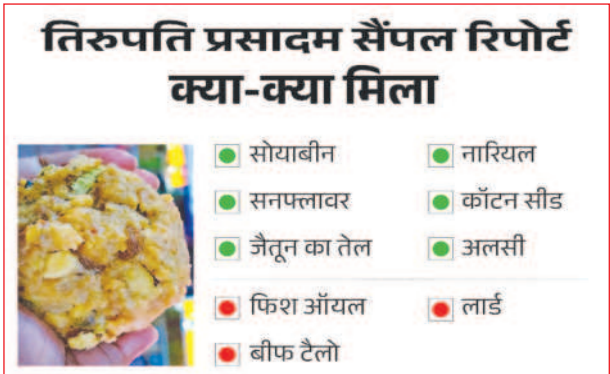 तिरुपति प्रसादम सैंपल रिपोर्ट
क्या-क्या मिला
सोयाबीन
नारियल
सनफ्लावर
कॉटन सीड
जैतून का तेल
अलसी
फिश ऑयल
लार्ड
बीफ टैलो